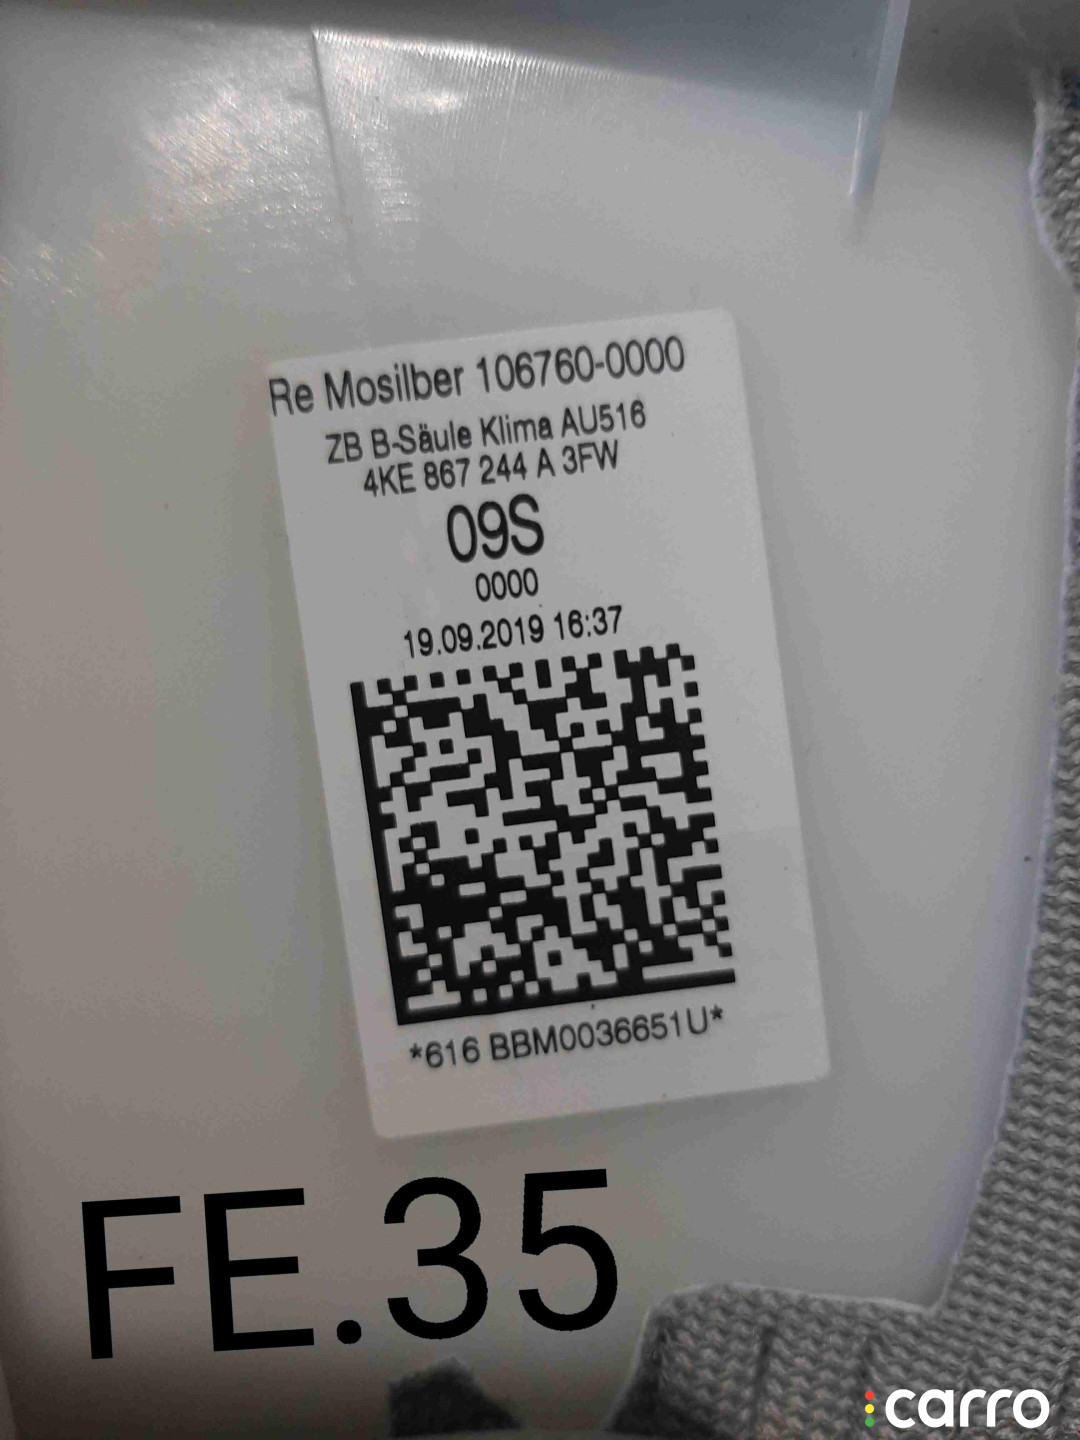 Re Mosilber 106760-0000
ZB B-Säule Klima AU516
4KE 867 244 A 3FW
09S
0000
19.09.2019 16:37
*616 BBM0036651U*
FE.35
carro